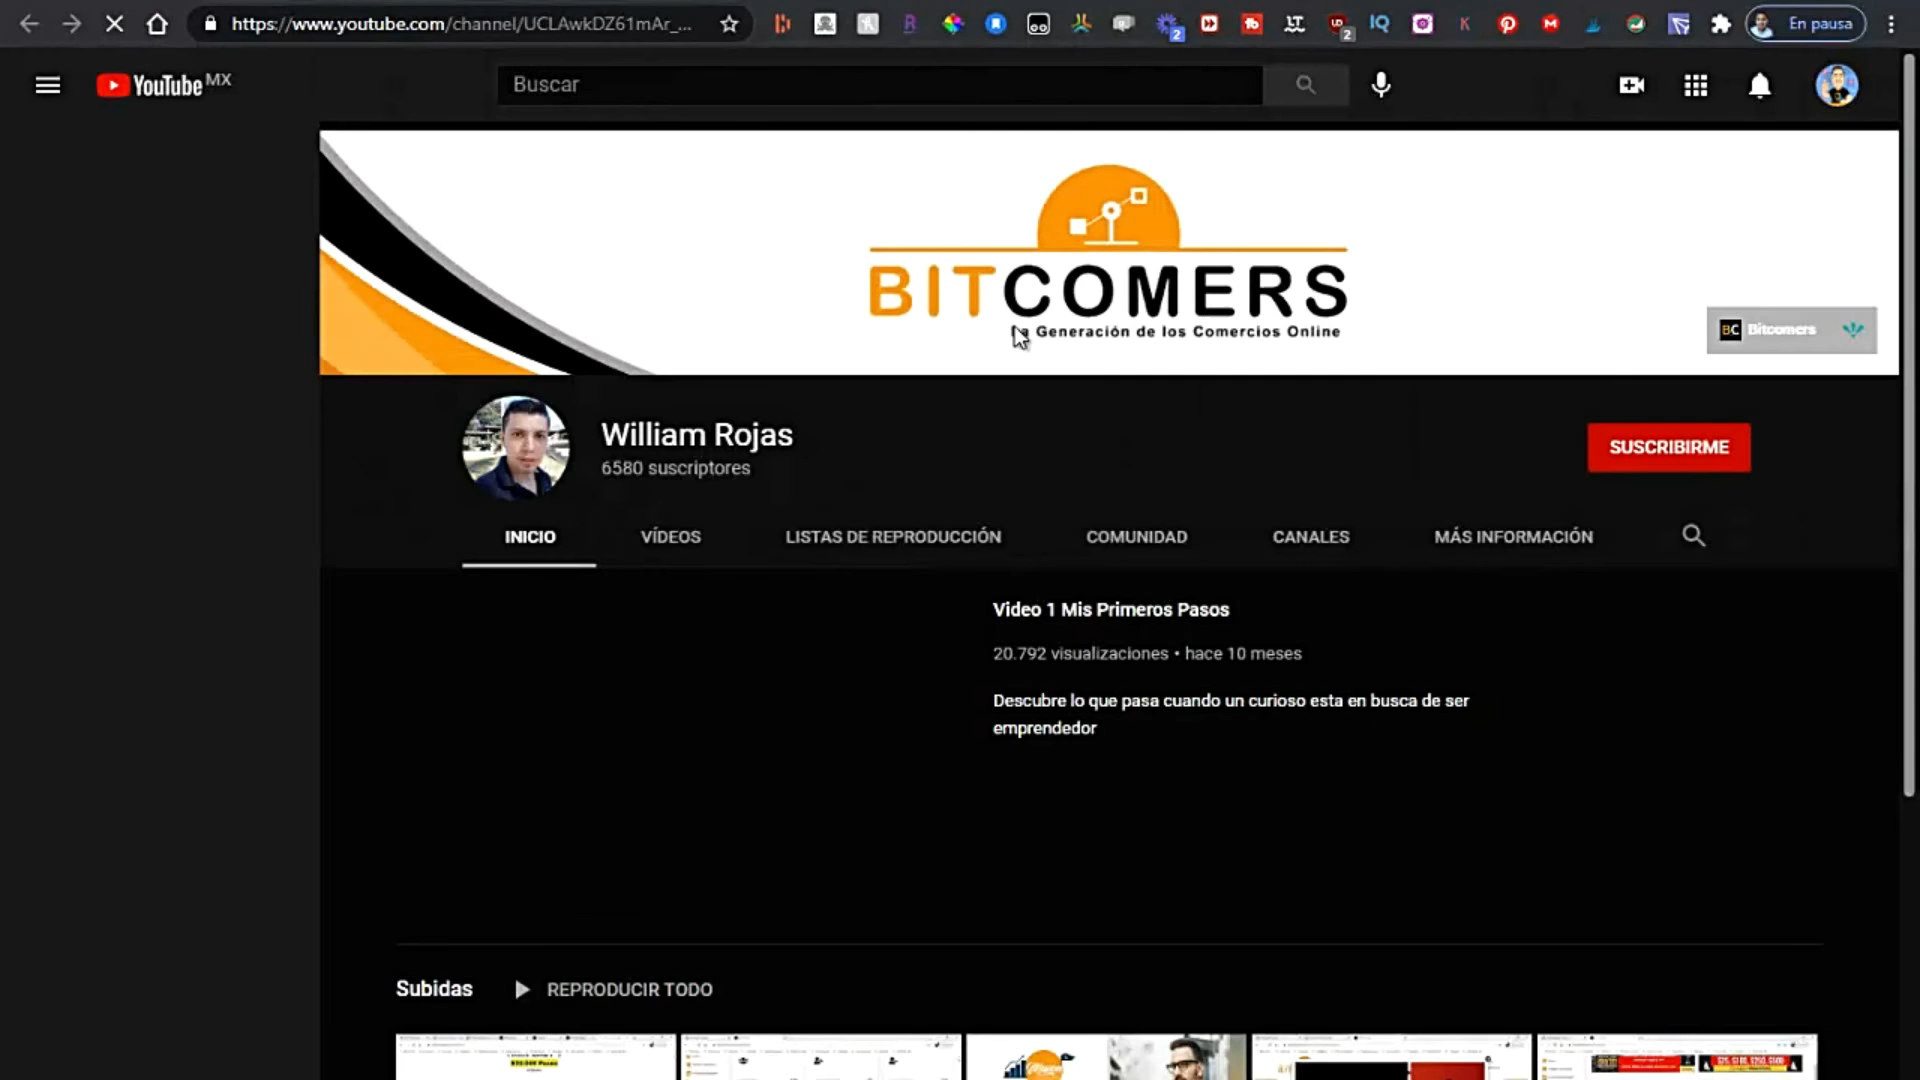 https://www.youtube.com/channel/UCLAwkDZ61mAr_...
2
2
En pausa
YouTube MX
Buscar
BITCOMERS
Generación de los Comercios Online
BC Bitcomers
William Rojas
6580 suscriptores
SUSCRIBIRME
INICIO
VÍDEOS
LISTAS DE REPRODUCCIÓN
COMUNIDAD
CANALES
MÁS INFORMACIÓN
Video 1 Mis Primeros Pasos
20.792 visualizaciones • hace 10 meses
Descubre lo que pasa cuando un curioso esta en busca de ser
emprendedor
Subidas
REPRODUCIR TODO